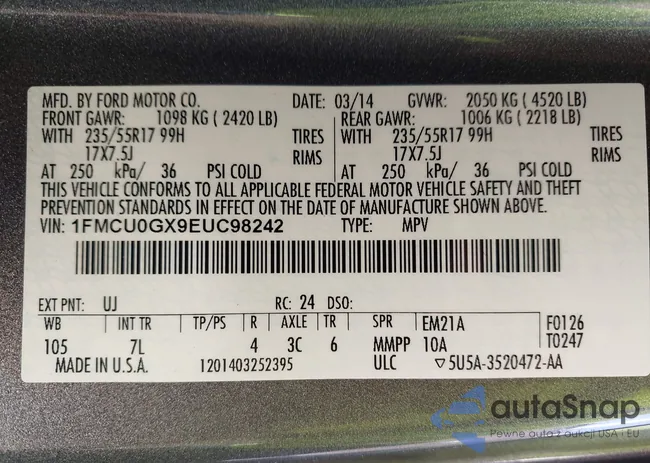 MFD. BY FORD MOTOR CO. DATE: 03/14 GVWR: 2050 KG ( 4520 LB)
FRONT GAWR: 1098 KG ( 2420 LB) REAR GAWR: 1006 KG ( 2218 LB)
WITH 235/55R17 99H TIRES WITH 235/55R17 99H TIRES
17X7.5J RIMS 17X7.5J RIMS
AT 250 kPa/ 36 PSI COLD AT 250 kPa/ 36 PSI COLD
THIS VEHICLE CONFORMS TO ALL APPLICABLE FEDERAL MOTOR VEHICLE SAFETY AND THEFT
PREVENTION STANDARDS IN EFFECT ON THE DATE OF MANUFACTURE SHOWN ABOVE.
VIN: 1FMCU0GX9EUC98242 TYPE: MPV
EXT PNT: UJ RC: 24 DSO:
WB INT TR TP/PS R AXLE TR SPR EM21A F0126
105 7L 4 3C 6 MMPP 10A T0247
MADE IN U.S.A. 1201403252395 ULC ▽5U5A-3520472-AA
autaSnap
Pewne auta z aukcji USA i EU